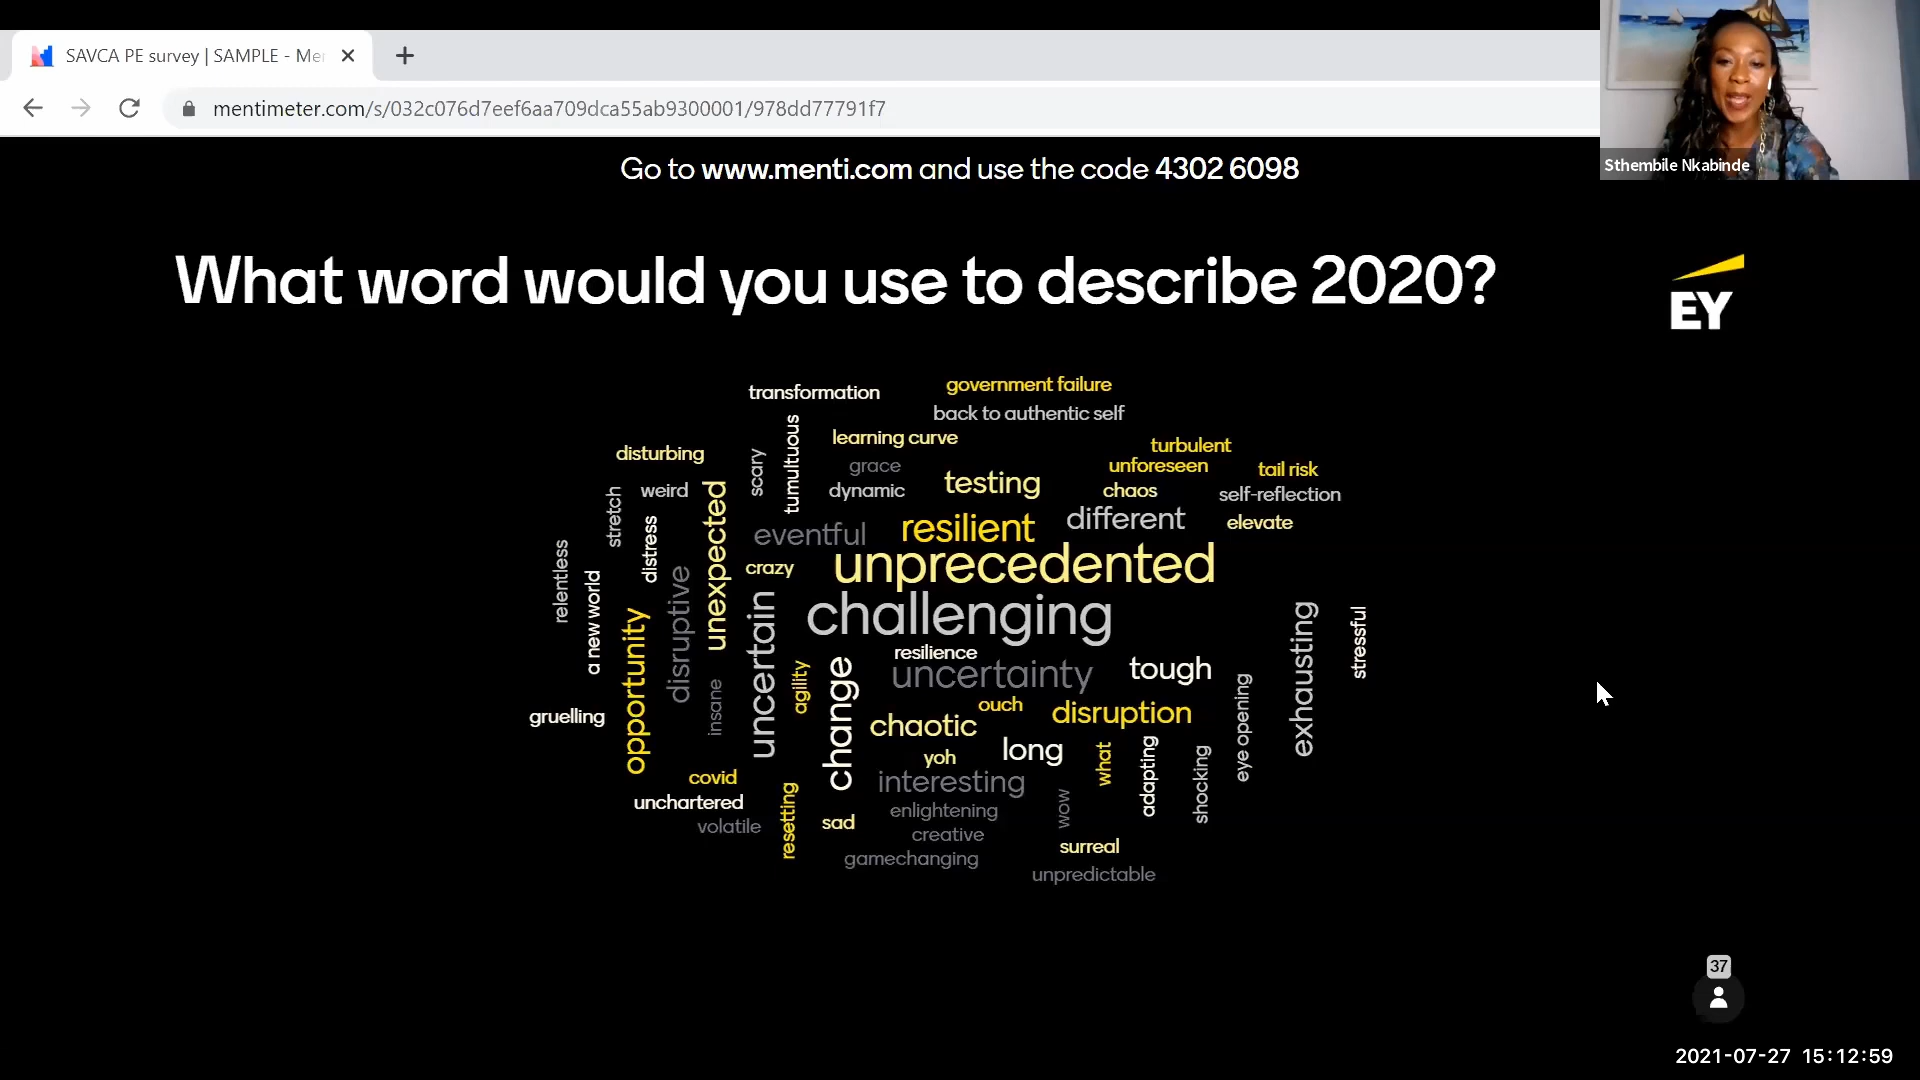 SAVCA PE survey | SAMPLE - Me
mentimeter.com/s/032c076d7eef6aa709dca55ab9300001/978dd77791f7
Sthembile Nkabinde
Go to www.menti.com and use the code 4302 6098
What word would you use to describe 2020?
EY
transformation
government failure
back to authentic self
tumultuous
learning curve
turbulent
disturbing
scary
grace
unforeseen
tail risk
testing
weird
dynamic
chaos
self-reflection
stretch
unexpected
distress
eventful
resilient
different
elevate
relentless
unprecedented
crazy
a new world
disruptive
uncertain
challenging
opportunity
exhausting
stressful
resilience
uncertainty
tough
agility
change
insane
eye opening
gruelling
ouch
disruption
chaotic
long
yoh
what
adapting
shocking
covid
interesting
unchartered
resetting
enlightening
wow
volatile
sad
creative
surreal
gamechanging
unpredictable
37
2021-07-27 15:12:59